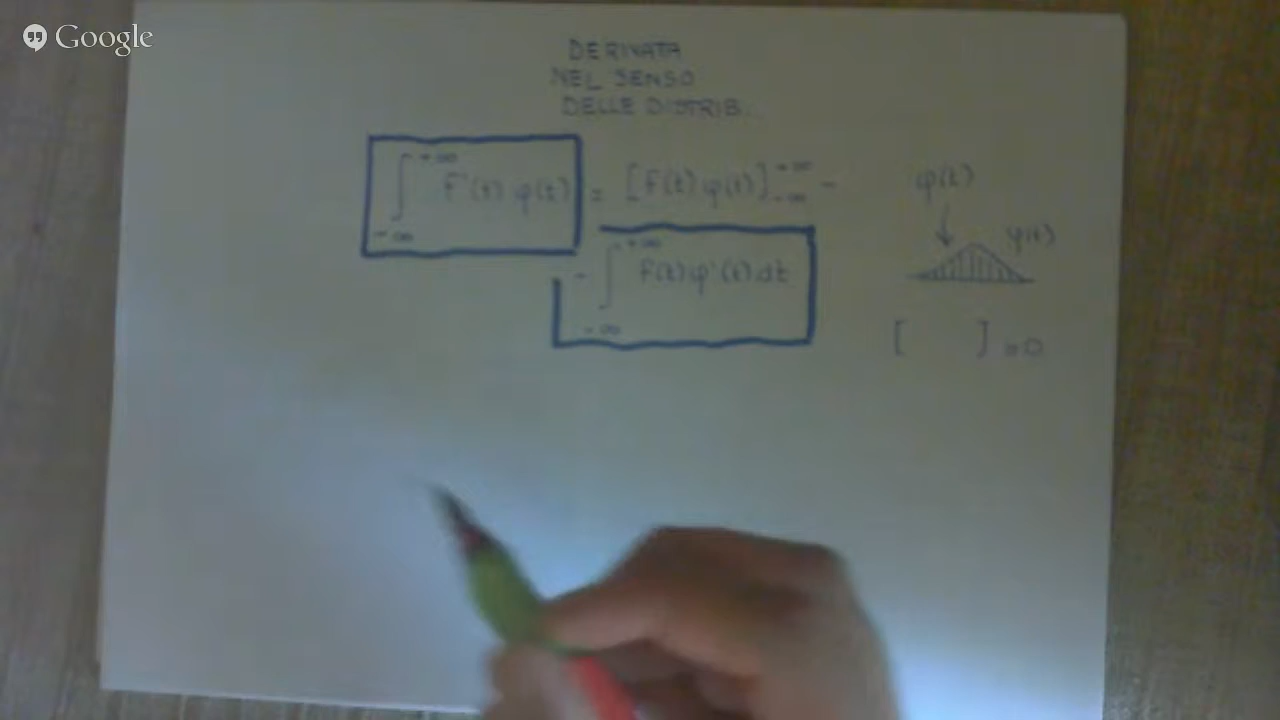 Google
DERIVATA
NEL SENSO
DELLE DISTRIB.
∫ +∞ -∞ f'(t) φ(t) = [f(t) φ(t)] +∞ -∞ -
- ∫ +∞ -∞ f(t) φ'(t) dt
φ(t)
φ(t)
[ ] = 0